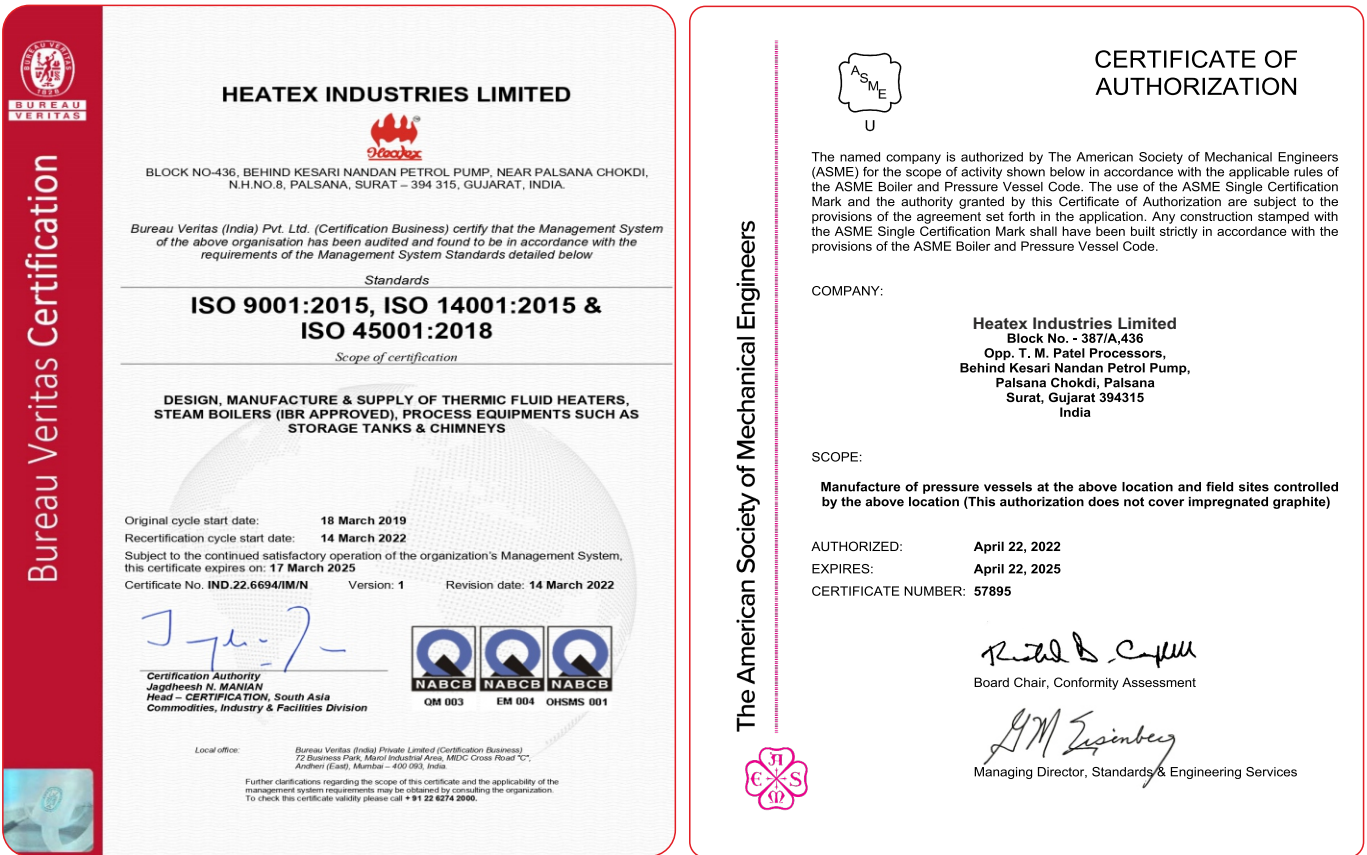 BUREAU VERITAS
1828
BUREAU
VERITAS
Bureau Veritas Certification
HEATEX INDUSTRIES LIMITED
Heatex
TM
BLOCK NO-436, BEHIND KESARI NANDAN PETROL PUMP, NEAR PALSANA CHOKDI,
N.H.NO.8, PALSANA, SURAT – 394 315, GUJARAT, INDIA.
Bureau Veritas (India) Pvt. Ltd. (Certification Business) certify that the Management System
of the above organisation has been audited and found to be in accordance with the
requirements of the Management System Standards detailed below
Standards
ISO 9001:2015, ISO 14001:2015 &
ISO 45001:2018
Scope of certification
DESIGN, MANUFACTURE & SUPPLY OF THERMIC FLUID HEATERS,
STEAM BOILERS (IBR APPROVED), PROCESS EQUIPMENTS SUCH AS
STORAGE TANKS & CHIMNEYS
Original cycle start date: 18 March 2019
Recertification cycle start date: 14 March 2022
Subject to the continued satisfactory operation of the organization's Management System,
this certificate expires on: 17 March 2025
Certificate No. IND.22.6694/IM/N Version: 1 Revision date: 14 March 2022
Certification Authority
Jagdheesh N. MANIAN
Head – CERTIFICATION, South Asia
Commodities, Industry & Facilities Division
NABCB NABCB NABCB
QM 003 EM 004 OHSMS 001
Local office: Bureau Veritas (India) Private Limited (Certification Business)
72 Business Park, Marol Industrial Area, MIDC Cross Road "C",
Andheri (East), Mumbai – 400 093, India.
Further clarifications regarding the scope of this certificate and the applicability of the
management system requirements may be obtained by consulting the organization.
To check this certificate validity please call + 91 22 6274 2000.
The American Society of Mechanical Engineers
ASME
U
CERTIFICATE OF
AUTHORIZATION
The named company is authorized by The American Society of Mechanical Engineers
(ASME) for the scope of activity shown below in accordance with the applicable rules of
the ASME Boiler and Pressure Vessel Code. The use of the ASME Single Certification
Mark and the authority granted by this Certificate of Authorization are subject to the
provisions of the agreement set forth in the application. Any construction stamped with
the ASME Single Certification Mark shall have been built strictly in accordance with the
provisions of the ASME Boiler and Pressure Vessel Code.
COMPANY:
Heatex Industries Limited
Block No. - 387/A,436
Opp. T. M. Patel Processors,
Behind Kesari Nandan Petrol Pump,
Palsana Chokdi, Palsana
Surat, Gujarat 394315
India
SCOPE:
Manufacture of pressure vessels at the above location and field sites controlled
by the above location (This authorization does not cover impregnated graphite)
AUTHORIZED: April 22, 2022
EXPIRES: April 22, 2025
CERTIFICATE NUMBER: 57895
Board Chair, Conformity Assessment
GM Eisenberg
Managing Director, Standards & Engineering Services
A S M E